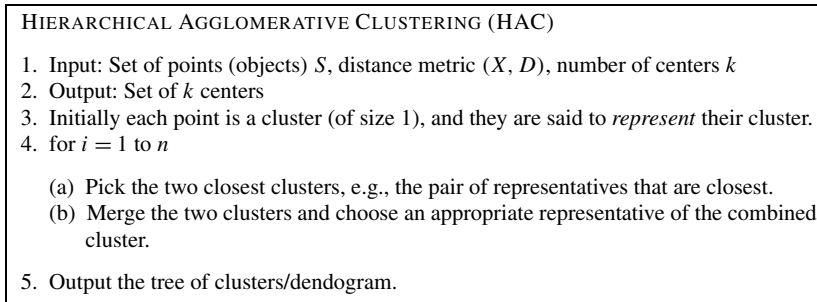 HIERARCHICAL AGGLOMERATIVE CLUSTERING (HAC)
1. Input: Set of points (objects) S, distance metric (X, D), number of centers k
2. Output: Set of k centers
3. Initially each point is a cluster (of size 1), and they are said to represent their cluster.
4. for i = 1 to n
(a) Pick the two closest clusters, e.g., the pair of representatives that are closest.
(b) Merge the two clusters and choose an appropriate representative of the combined
cluster.
5. Output the tree of clusters/dendogram.